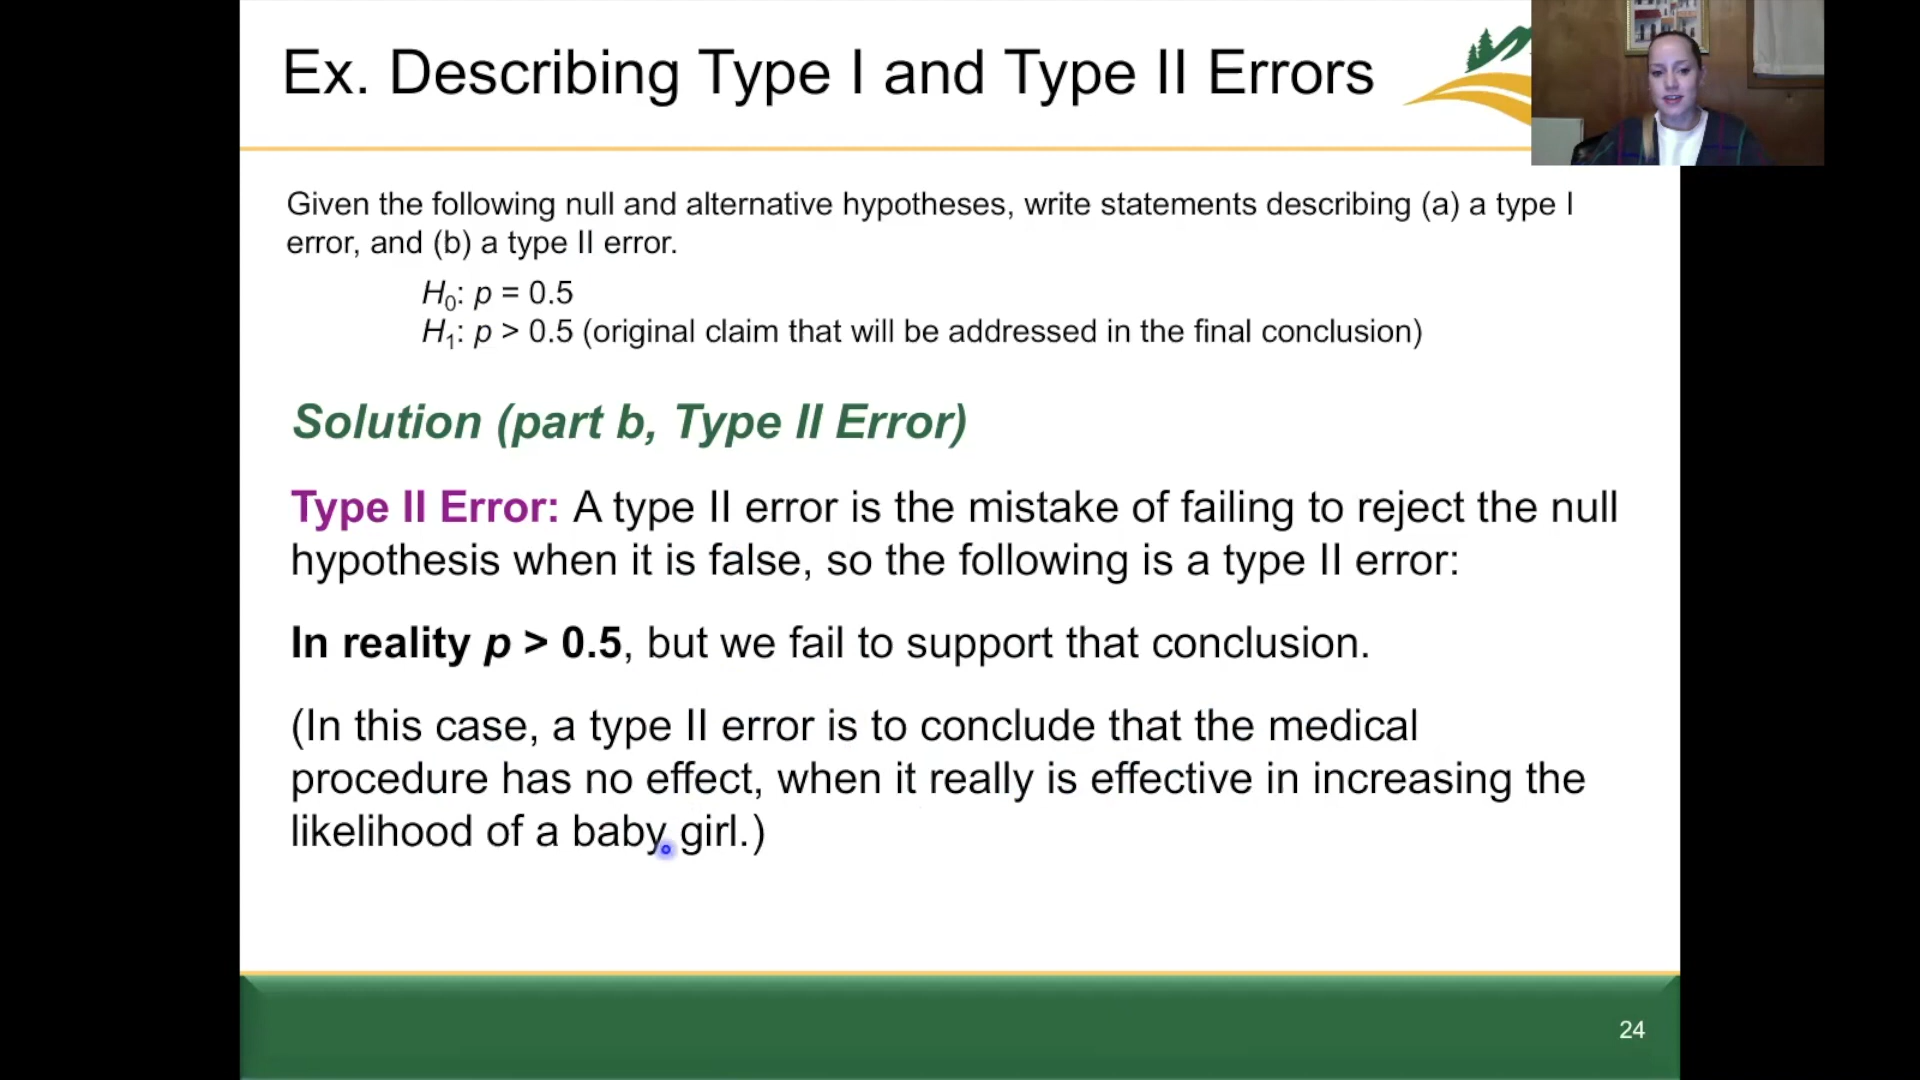 Ex. Describing Type I and Type II Errors
Given the following null and alternative hypotheses, write statements describing (a) a type I
error, and (b) a type II error.
H₀: p = 0.5
H₁: p > 0.5 (original claim that will be addressed in the final conclusion)
Solution (part b, Type II Error)
Type II Error: A type II error is the mistake of failing to reject the null
hypothesis when it is false, so the following is a type II error:
In reality p > 0.5, but we fail to support that conclusion.
(In this case, a type II error is to conclude that the medical
procedure has no effect, when it really is effective in increasing the
likelihood of a baby girl.)
24